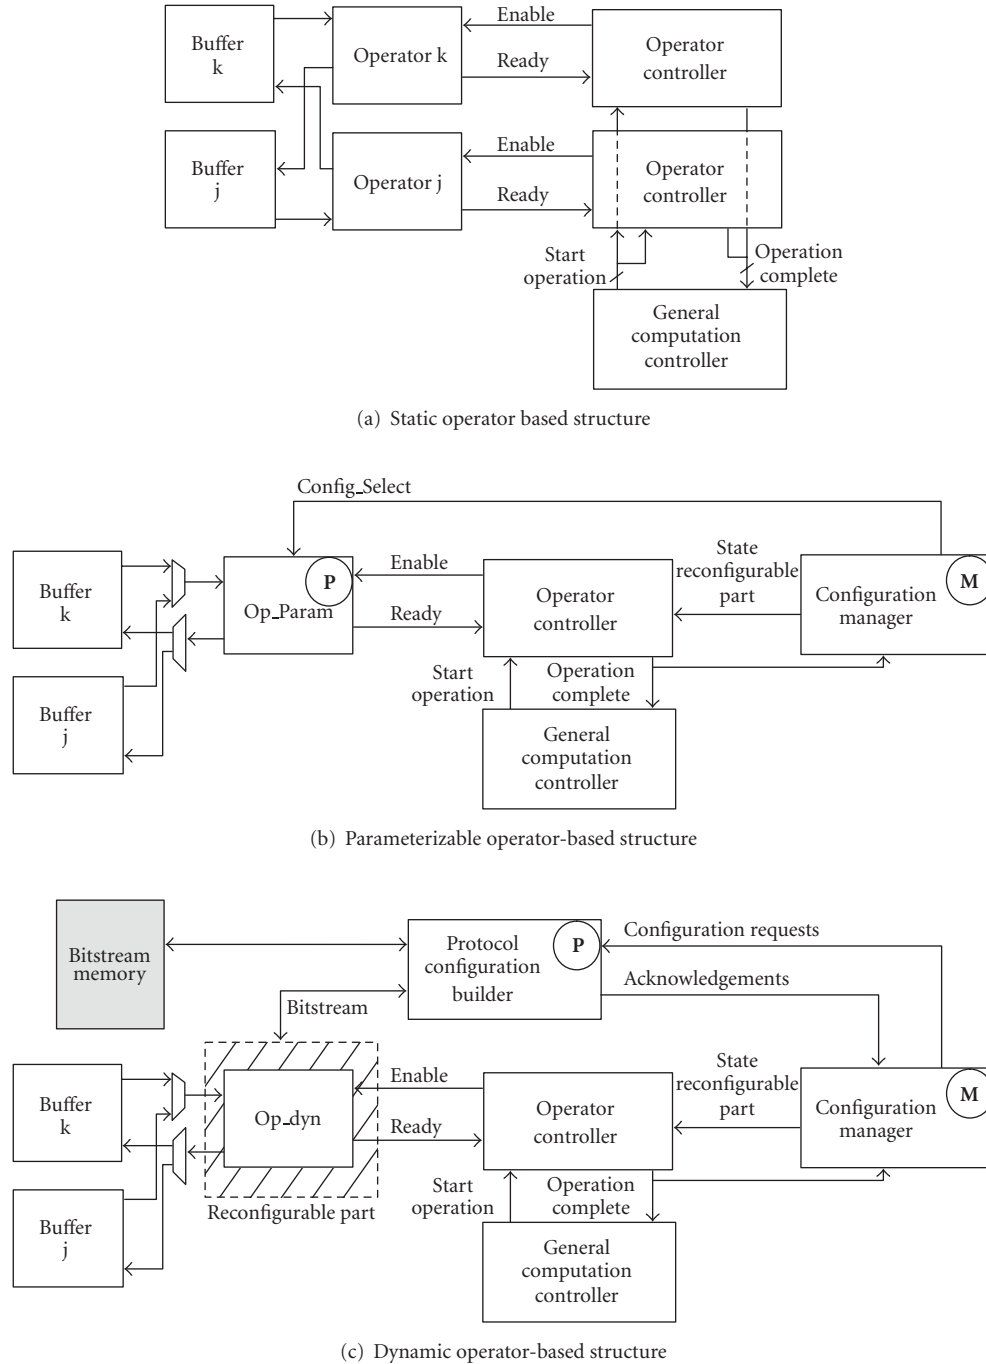 Buffer
k
Operator k
Enable
Ready
Operator
controller
Buffer
j
Operator j
Enable
Ready
Operator
controller
Start
operation
Operation
complete
General
computation
controller
(a) Static operator based structure
Config_Select
Buffer
k
P
Op_Param
Enable
Ready
Operator
controller
State
reconfigurable
part
M
Configuration
manager
Buffer
j
Start
operation
Operation
complete
General
computation
controller
(b) Parameterizable operator-based structure
Bitstream
memory
Protocol
configuration
builder
P
Configuration requests
Acknowledgements
Bitstream
Buffer
k
Op_dyn
Enable
Ready
Operator
controller
State
reconfigurable
part
M
Configuration
manager
Buffer
j
Reconfigurable part
Start
operation
Operation
complete
General
computation
controller
(c) Dynamic operator-based structure